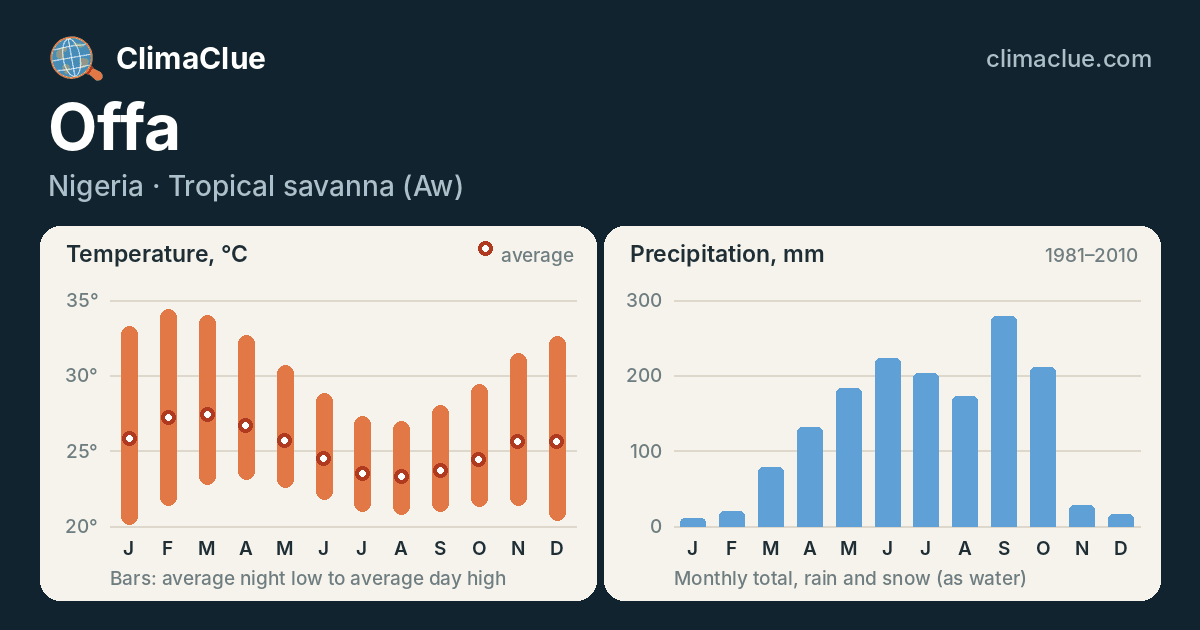 ClimaClue
climaclue.com
Offa
Nigeria · Tropical savanna (Aw)
Temperature, °C
average
35°
30°
25°
20°
J F M A M J J A S O N D
Bars: average night low to average day high
Precipitation, mm
1981–2010
300
200
100
0
J F M A M J J A S O N D
Monthly total, rain and snow (as water)